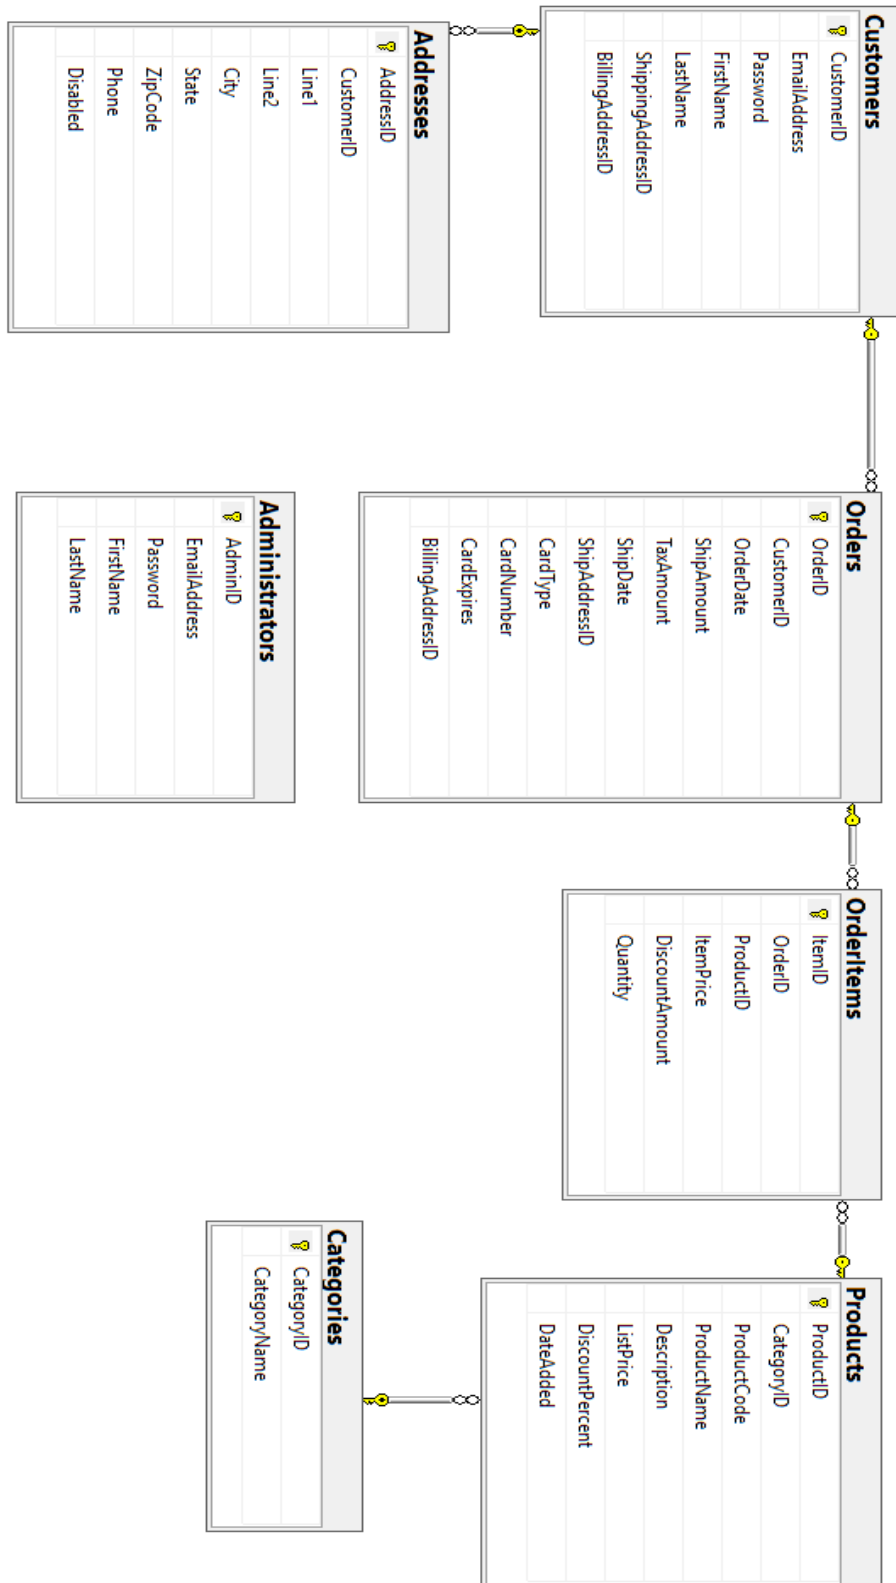 Customers
CustomerID
EmailAddress
Password
FirstName
LastName
ShippingAddressID
BillingAddressID
Orders
OrderID
CustomerID
OrderDate
ShipAmount
TaxAmount
ShipDate
ShipAddressID
CardType
CardNumber
CardExpires
BillingAddressID
OrderItems
ItemID
OrderID
ProductID
ItemPrice
DiscountAmount
Quantity
Products
ProductID
CategoryID
ProductCode
ProductName
Description
ListPrice
DiscountPercent
DateAdded
Addresses
AddressID
CustomerID
Line1
Line2
City
State
ZipCode
Phone
Disabled
Administrators
AdminID
EmailAddress
Password
FirstName
LastName
Categories
CategoryID
CategoryName